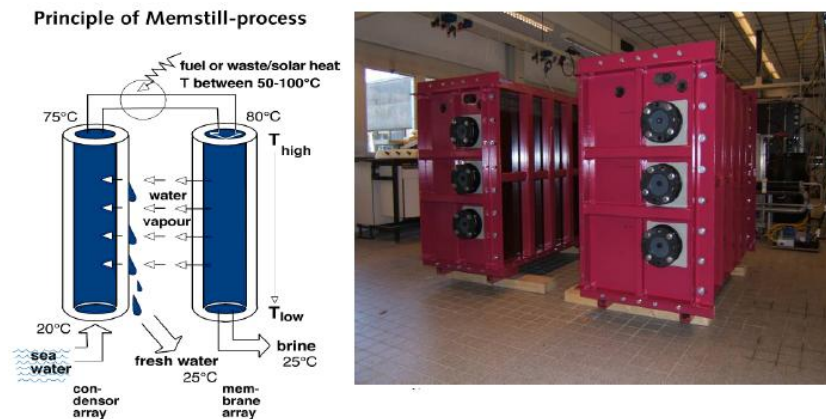 Principle of Memstill-process
fuel or waste/solar heat
T between 50-100°C
75°C
80°C
T high
water
vapour
T low
20°C
sea
water
fresh water
25°C
brine
25°C
con-
densor
array
mem-
brane
array